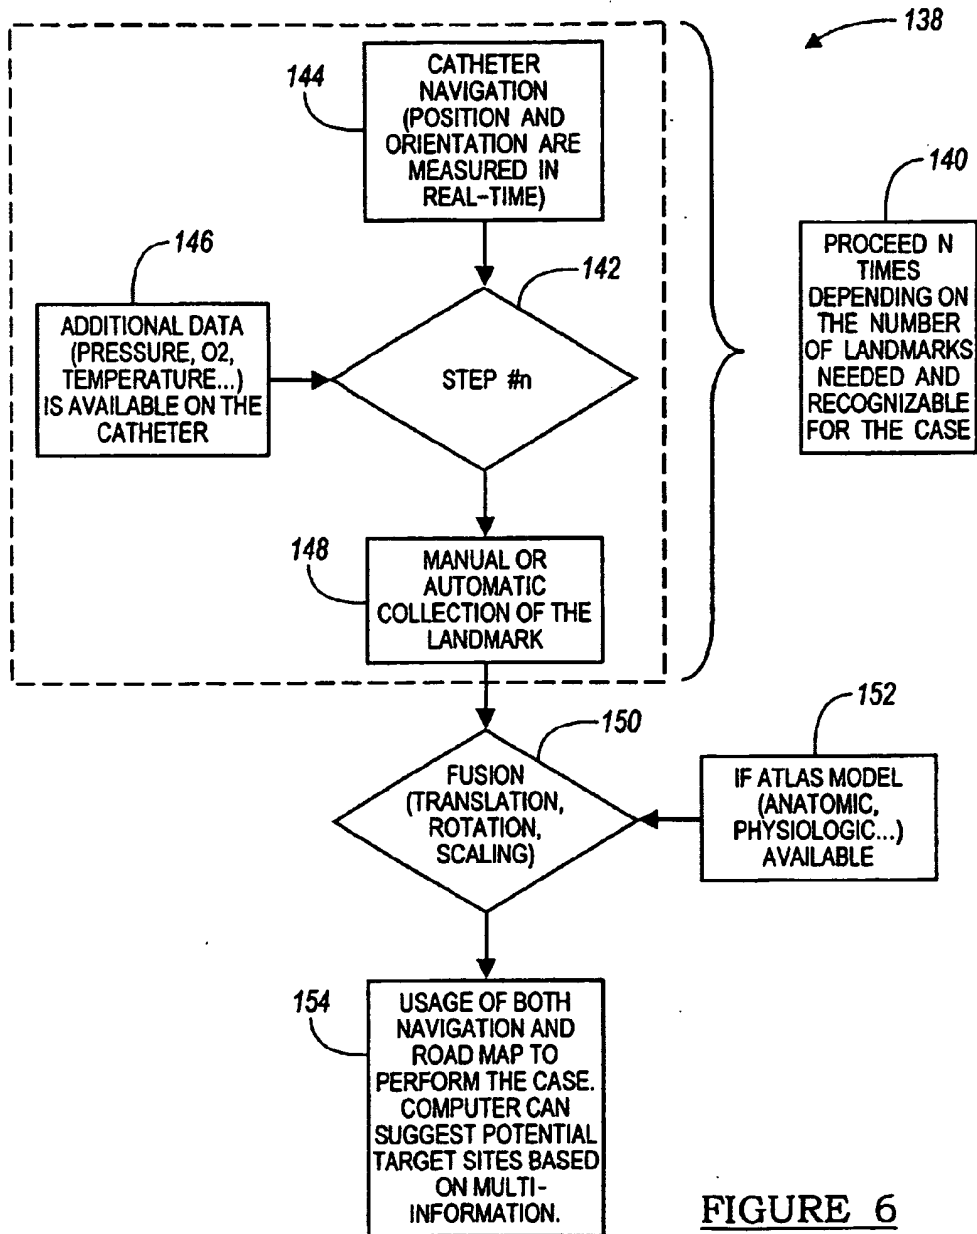 138
144
CATHETER
NAVIGATION
(POSITION AND
ORIENTATION ARE
MEASURED IN
REAL-TIME)
140
PROCEED N
TIMES
DEPENDING ON
THE NUMBER
OF LANDMARKS
NEEDED AND
RECOGNIZABLE
FOR THE CASE
146
ADDITIONAL DATA
(PRESSURE, O2,
TEMPERATURE...)
IS AVAILABLE ON THE
CATHETER
142
STEP #n
148
MANUAL OR
AUTOMATIC
COLLECTION OF THE
LANDMARK
150
FUSION
(TRANSLATION,
ROTATION,
SCALING)
152
IF ATLAS MODEL
(ANATOMIC,
PHYSIOLOGIC...)
AVAILABLE
154
USAGE OF BOTH
NAVIGATION AND
ROAD MAP TO
PERFORM THE CASE.
COMPUTER CAN
SUGGEST POTENTIAL
TARGET SITES BASED
ON MULTI-
INFORMATION.
FIGURE 6